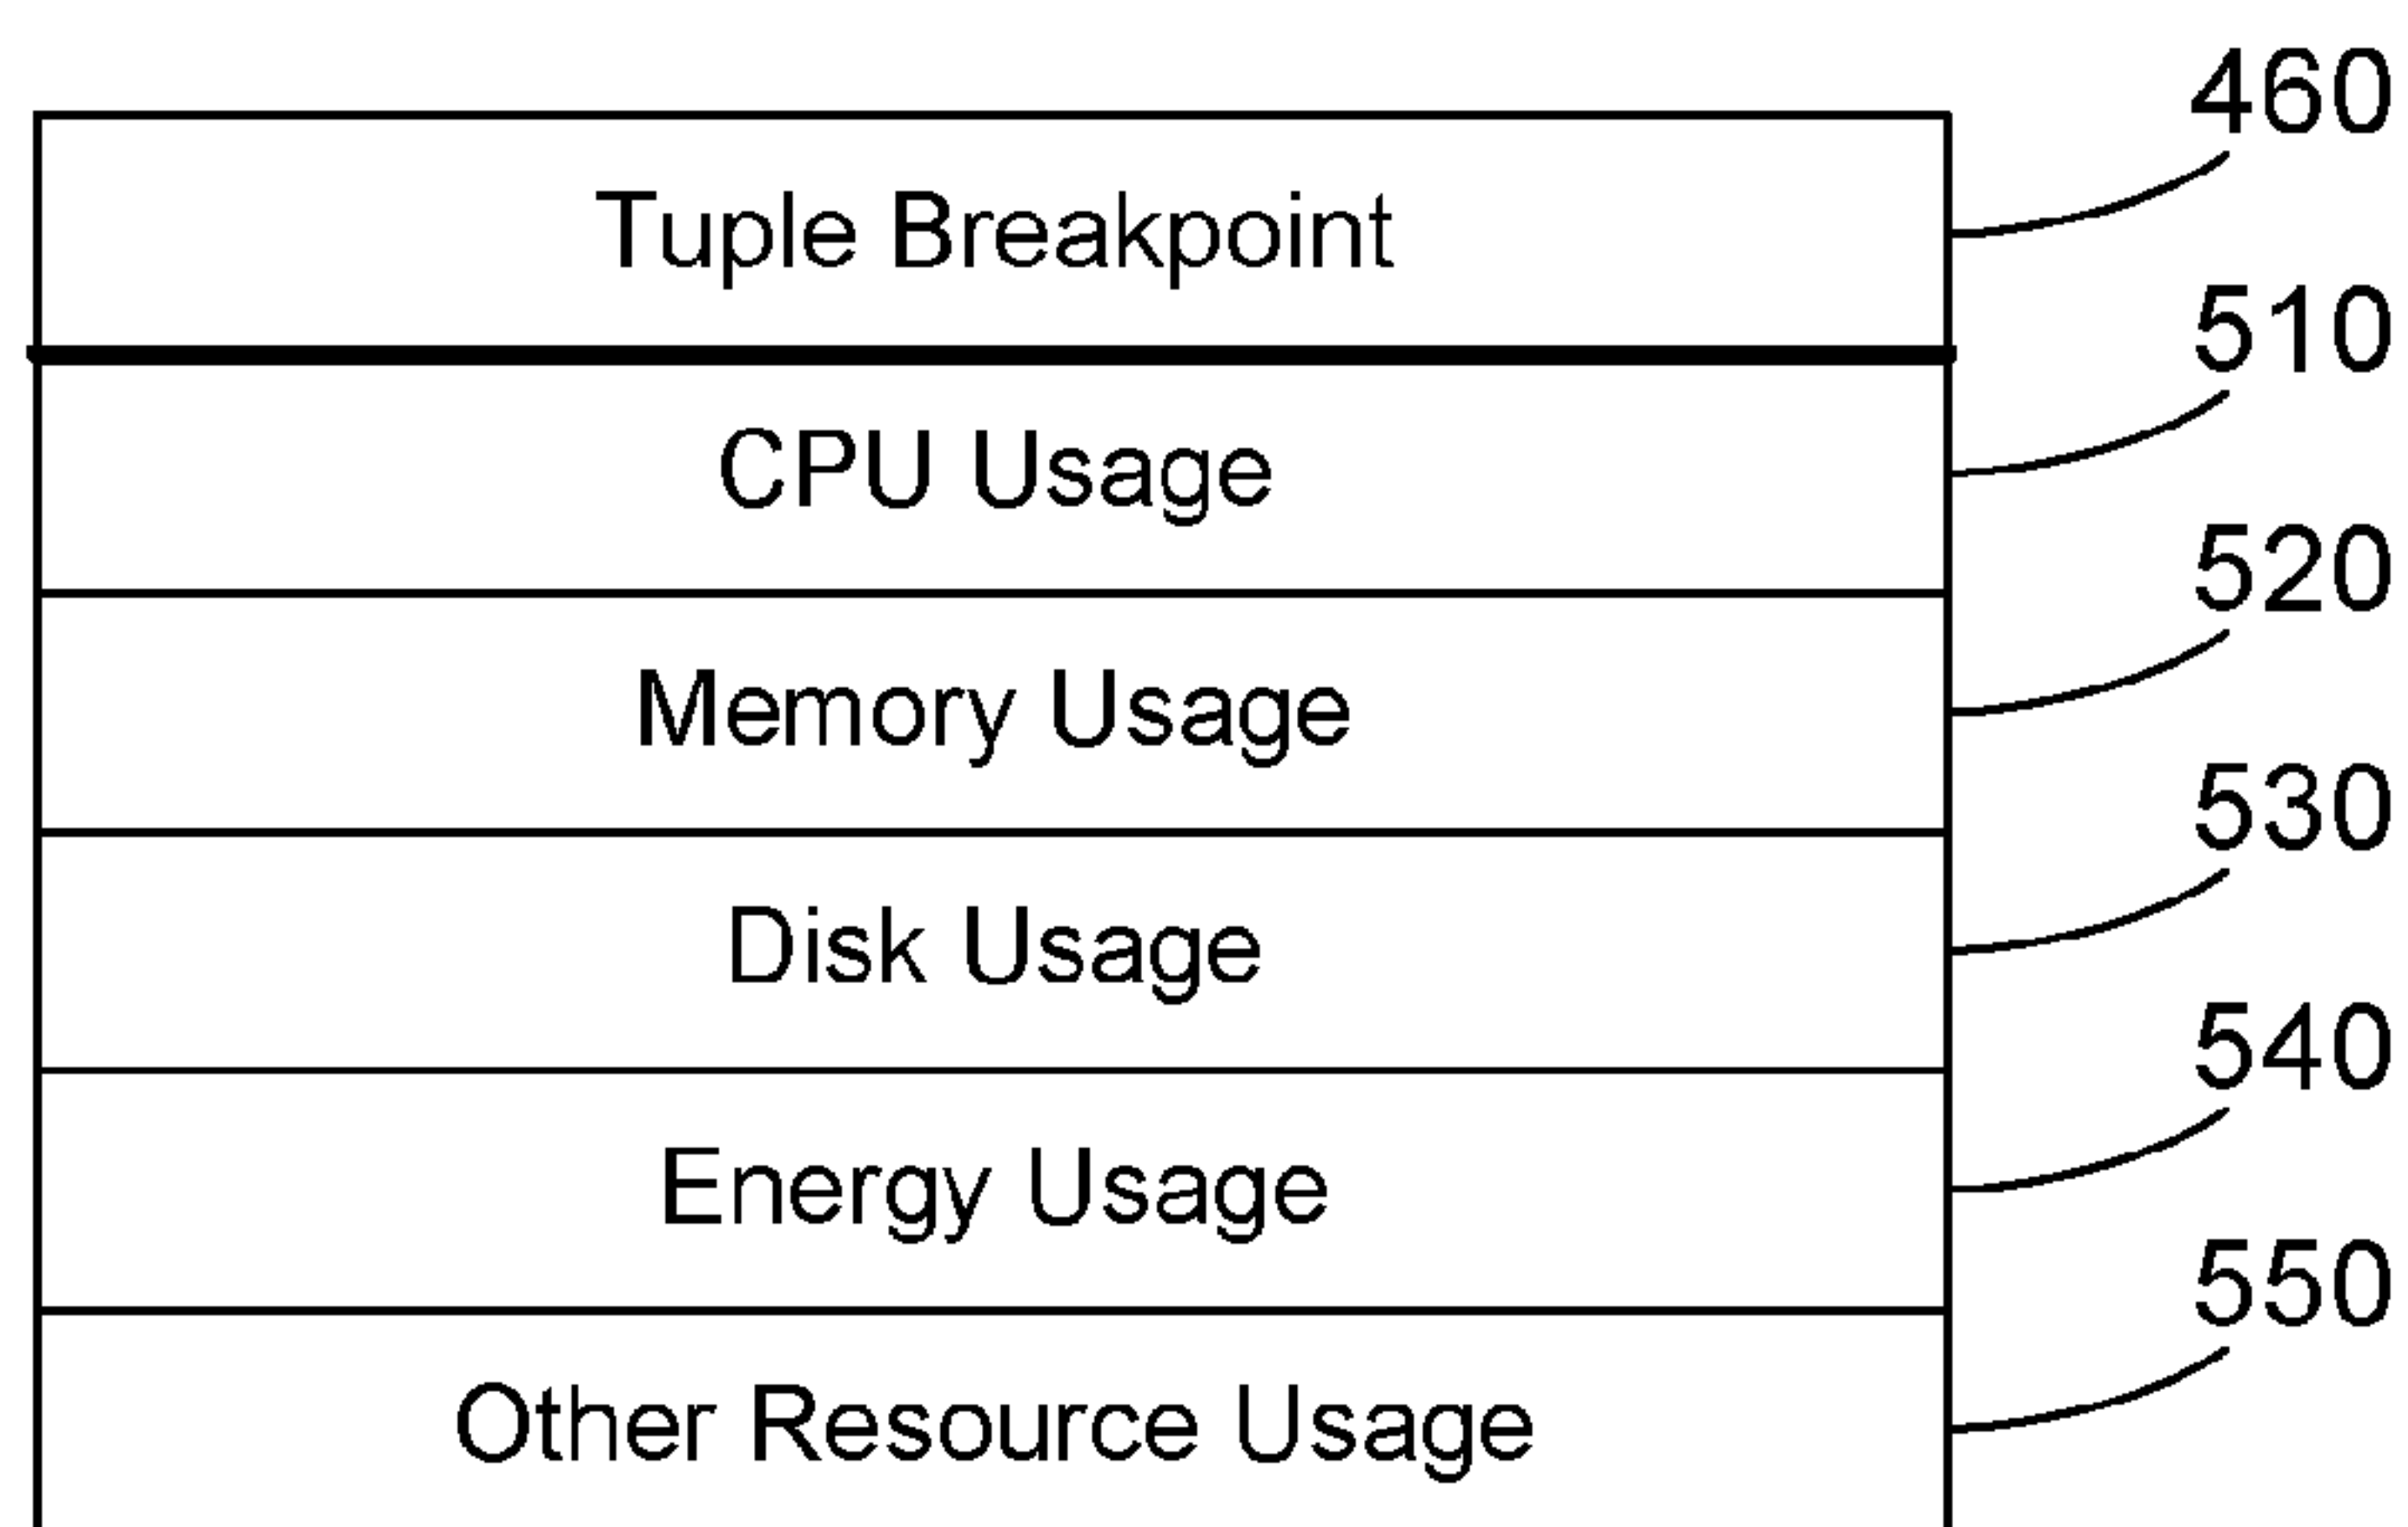 460
Tuple Breakpoint
510
CPU Usage
520
Memory Usage
530
Disk Usage
540
Energy Usage
550
Other Resource Usage